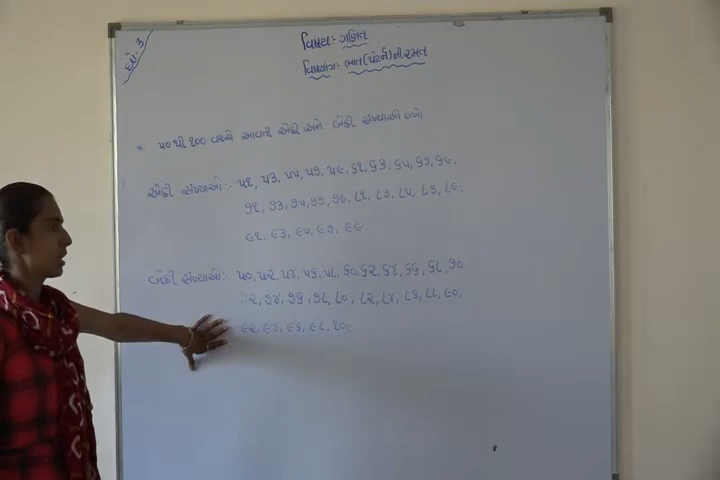 ધો-૩
વિષય:- ગણિત
વિષયાંગ:- ભાત(પેટર્ન)ની રમત
* ૫૦ થી ૧૦૦ વચ્ચે આવતી એકી અને બેકી સંખ્યાઓ લખો
એકી સંખ્યાઓ:- ૫૧, ૫૩, ૫૫, ૫૭, ૫૯, ૬૧, ૬૩, ૬૫, ૬૭, ૬૯,
૭૧, ૭૩, ૭૫, ૭૭, ૭૯, ૮૧, ૮૩, ૮૫, ૮૭, ૮૯,
૯૧, ૯૩, ૯૫, ૯૭, ૯૯
બેકી સંખ્યાઓ:- ૫૦, ૫૨, ૫૪, ૫૬, ૫૮, ૬૦, ૬૨, ૬૪, ૬૬, ૬૮, ૭૦
૭૨, ૭૪, ૭૬, ૭૮, ૮૦, ૮૨, ૮૪, ૮૬, ૮૮, ૯૦,
૯૨, ૯૪, ૯૬, ૯૮, ૧૦૦